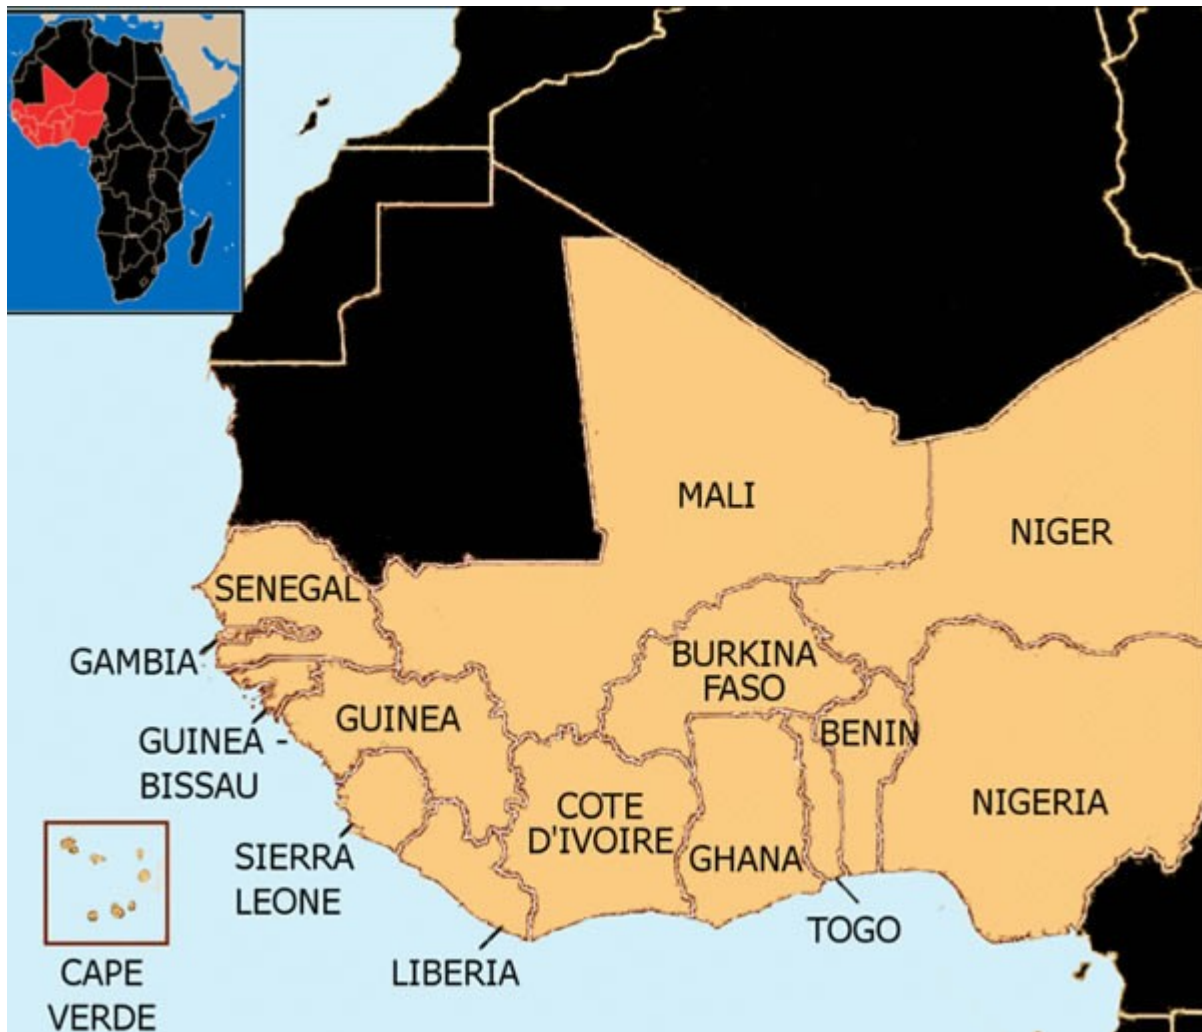 MALI
NIGER
SENEGAL
GAMBIA
BURKINA
FASO
GUINEA
BENIN
GUINEA -
BISSAU
NIGERIA
COTE
D'IVOIRE
GHANA
SIERRA
LEONE
TOGO
LIBERIA
CAPE
VERDE